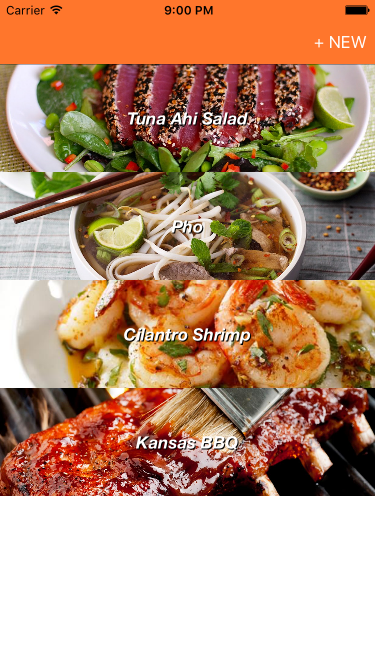 Carrier 9:00 PM
+ NEW
Tuna Ahi Salad
Pho
Cilantro Shrimp
Kansas BBQ